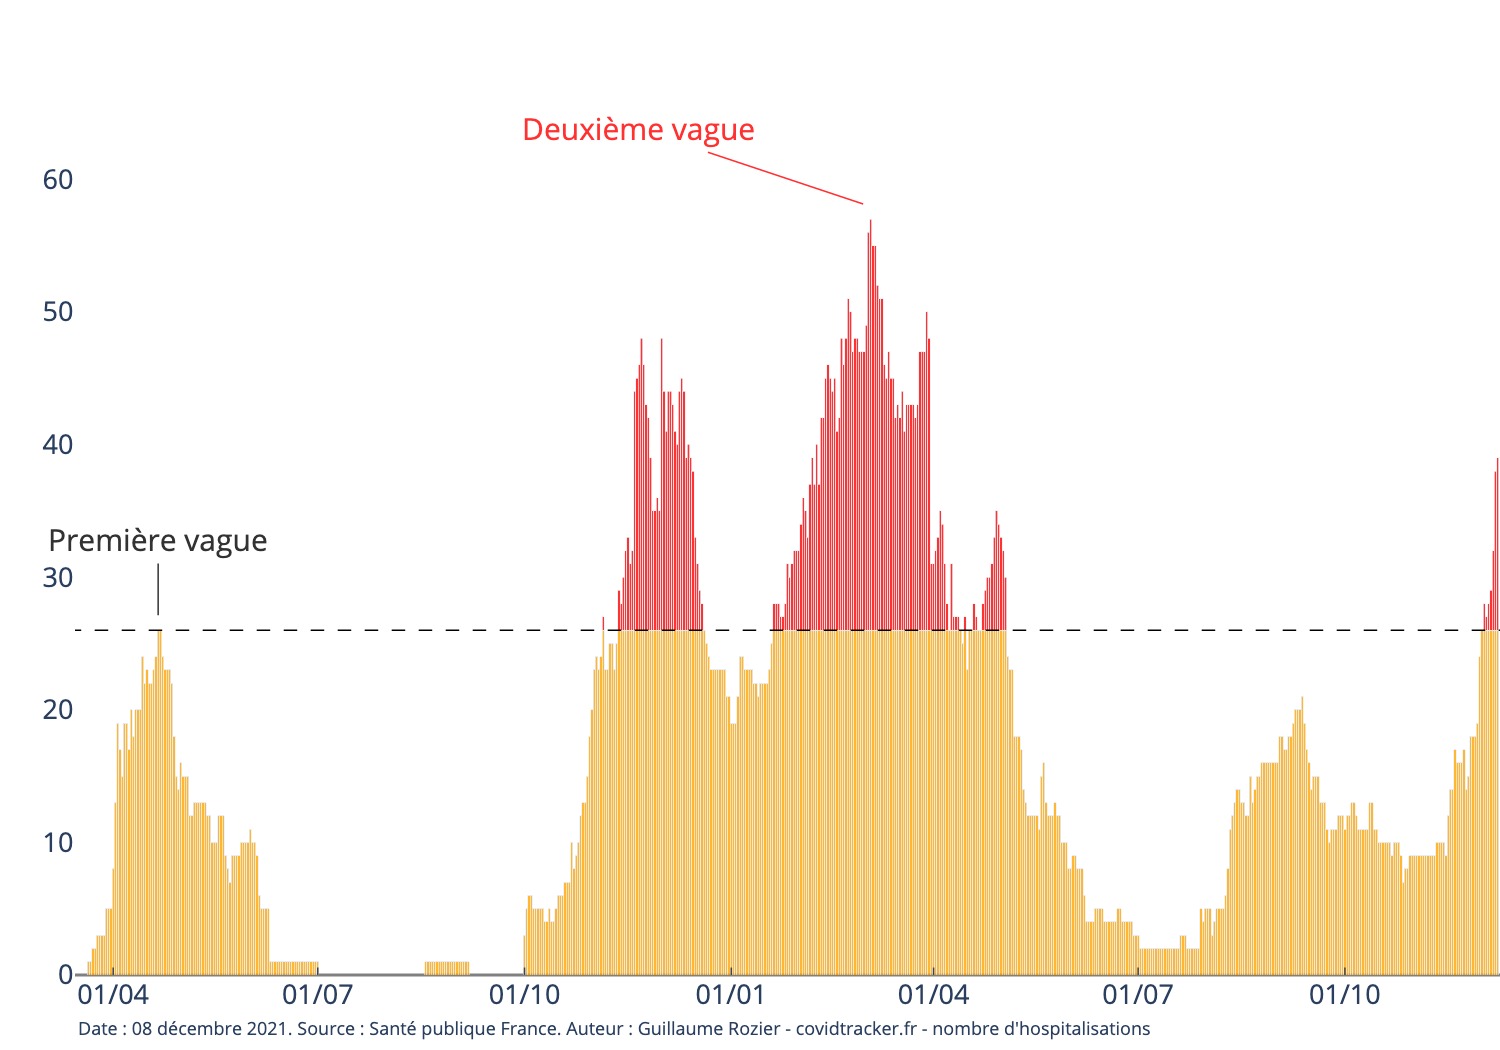 Deuxième vague
60
50
40
Première vague
30
20
10
0
01/04 01/07 01/10 01/01 01/04 01/07 01/10
Date : 08 décembre 2021. Source : Santé publique France. Auteur : Guillaume Rozier - covidtracker.fr - nombre d'hospitalisations